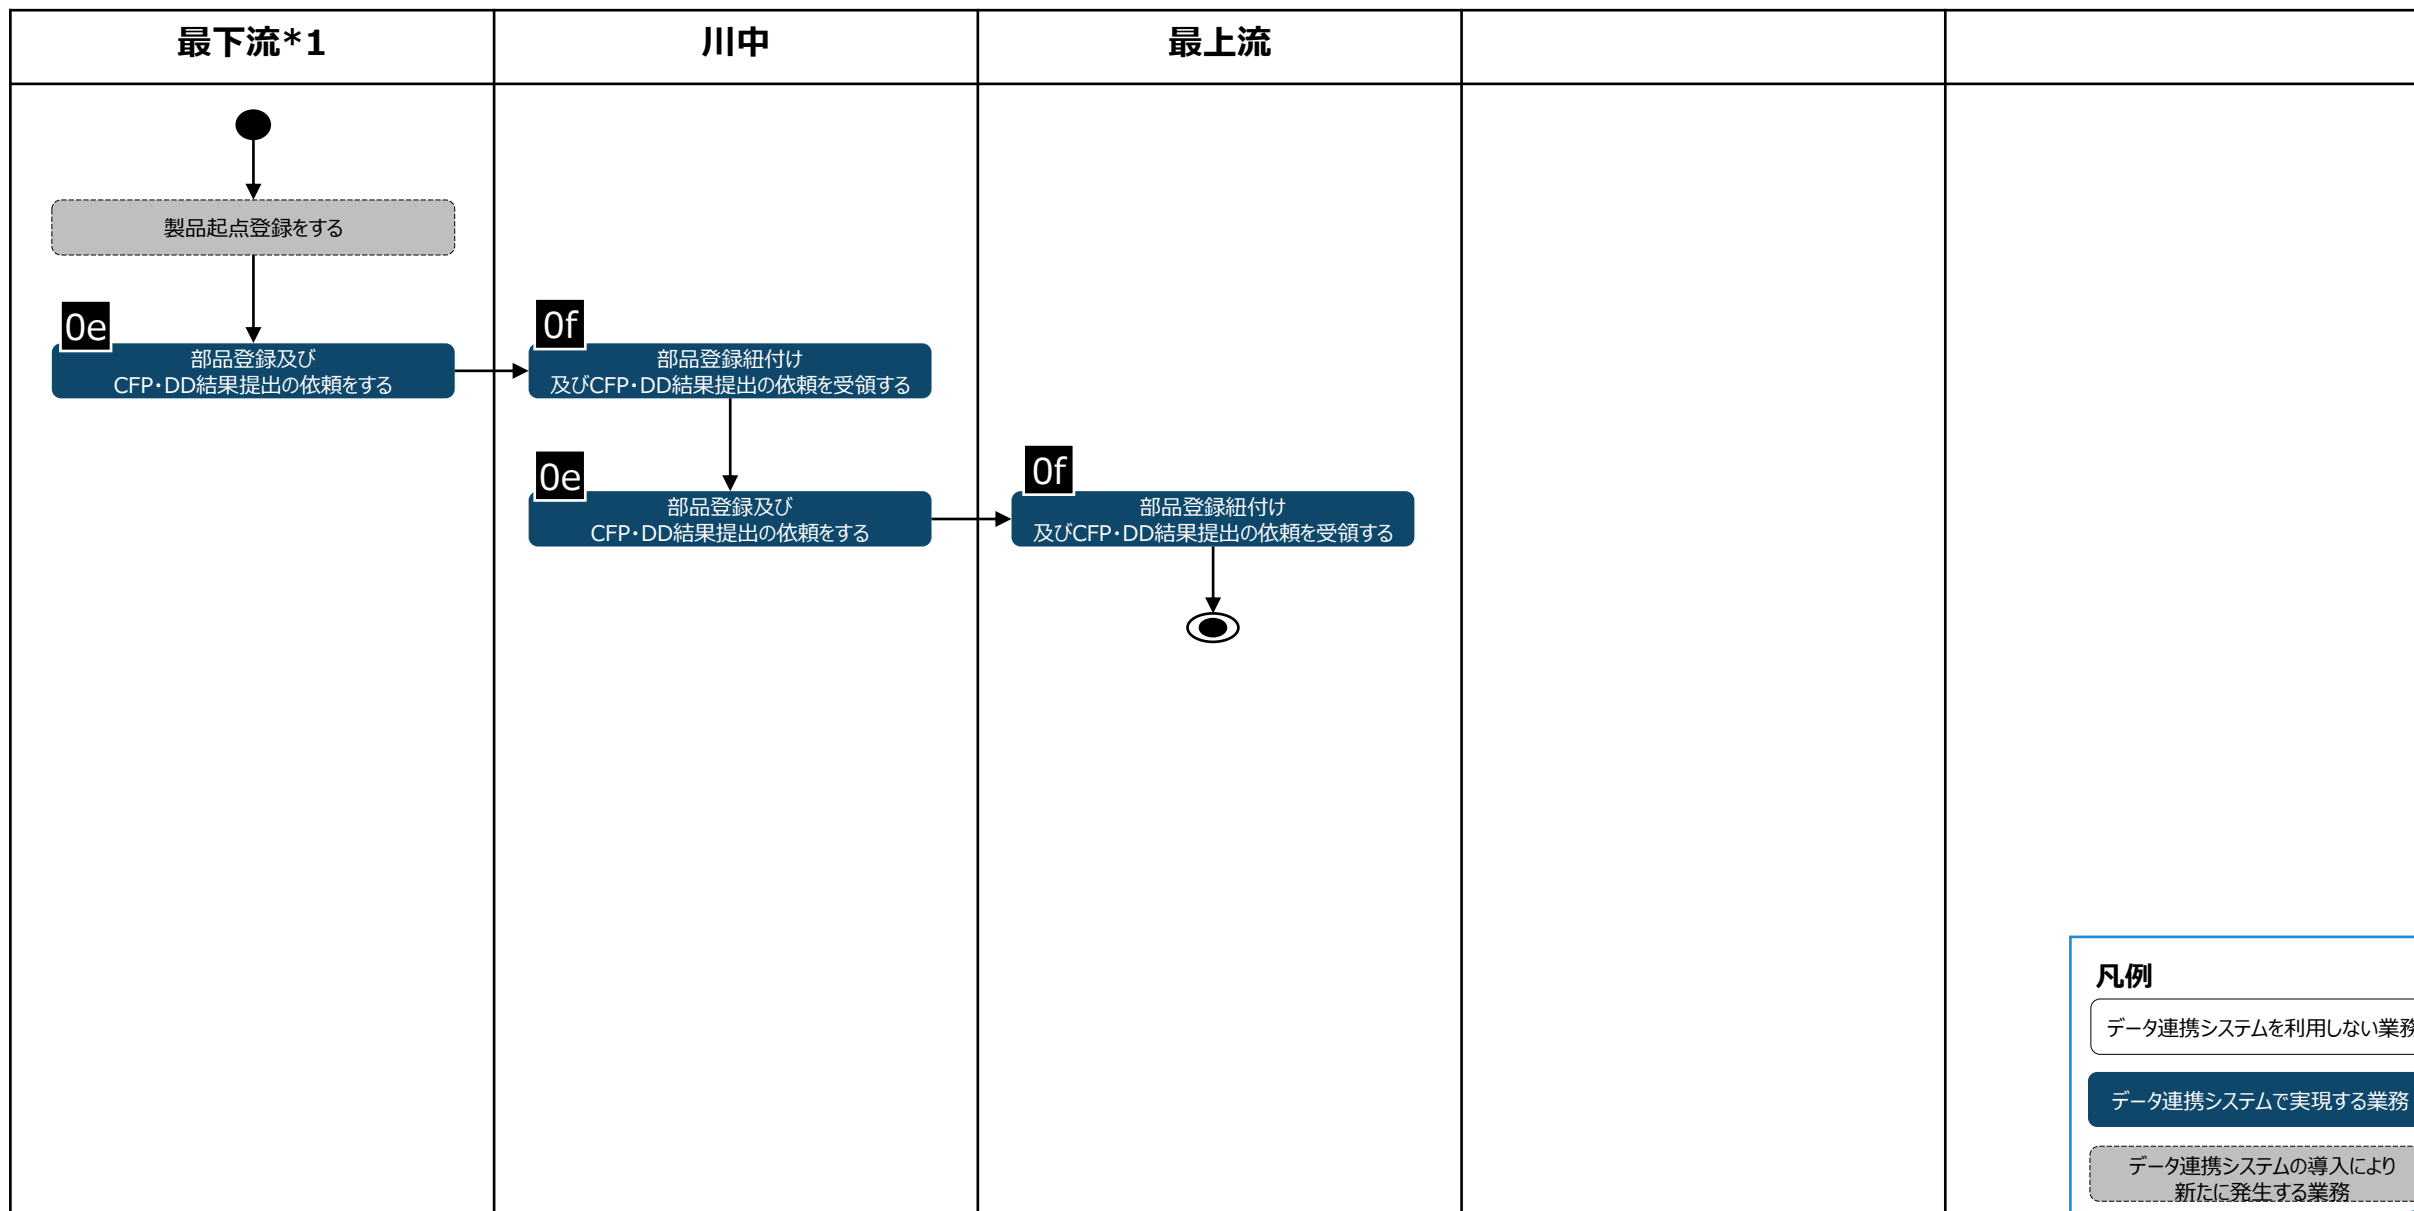 最下流*1
川中
最上流
製品起点登録をする
0e
部品登録及び
CFP・DD結果提出の依頼をする
0f
部品登録紐付け
及びCFP・DD結果提出の依頼を受領する
0e
部品登録及び
CFP・DD結果提出の依頼をする
0f
部品登録紐付け
及びCFP・DD結果提出の依頼を受領する
凡例
データ連携システムを利用しない業務
データ連携システムで実現する業務
データ連携システムの導入により
新たに発生する業務